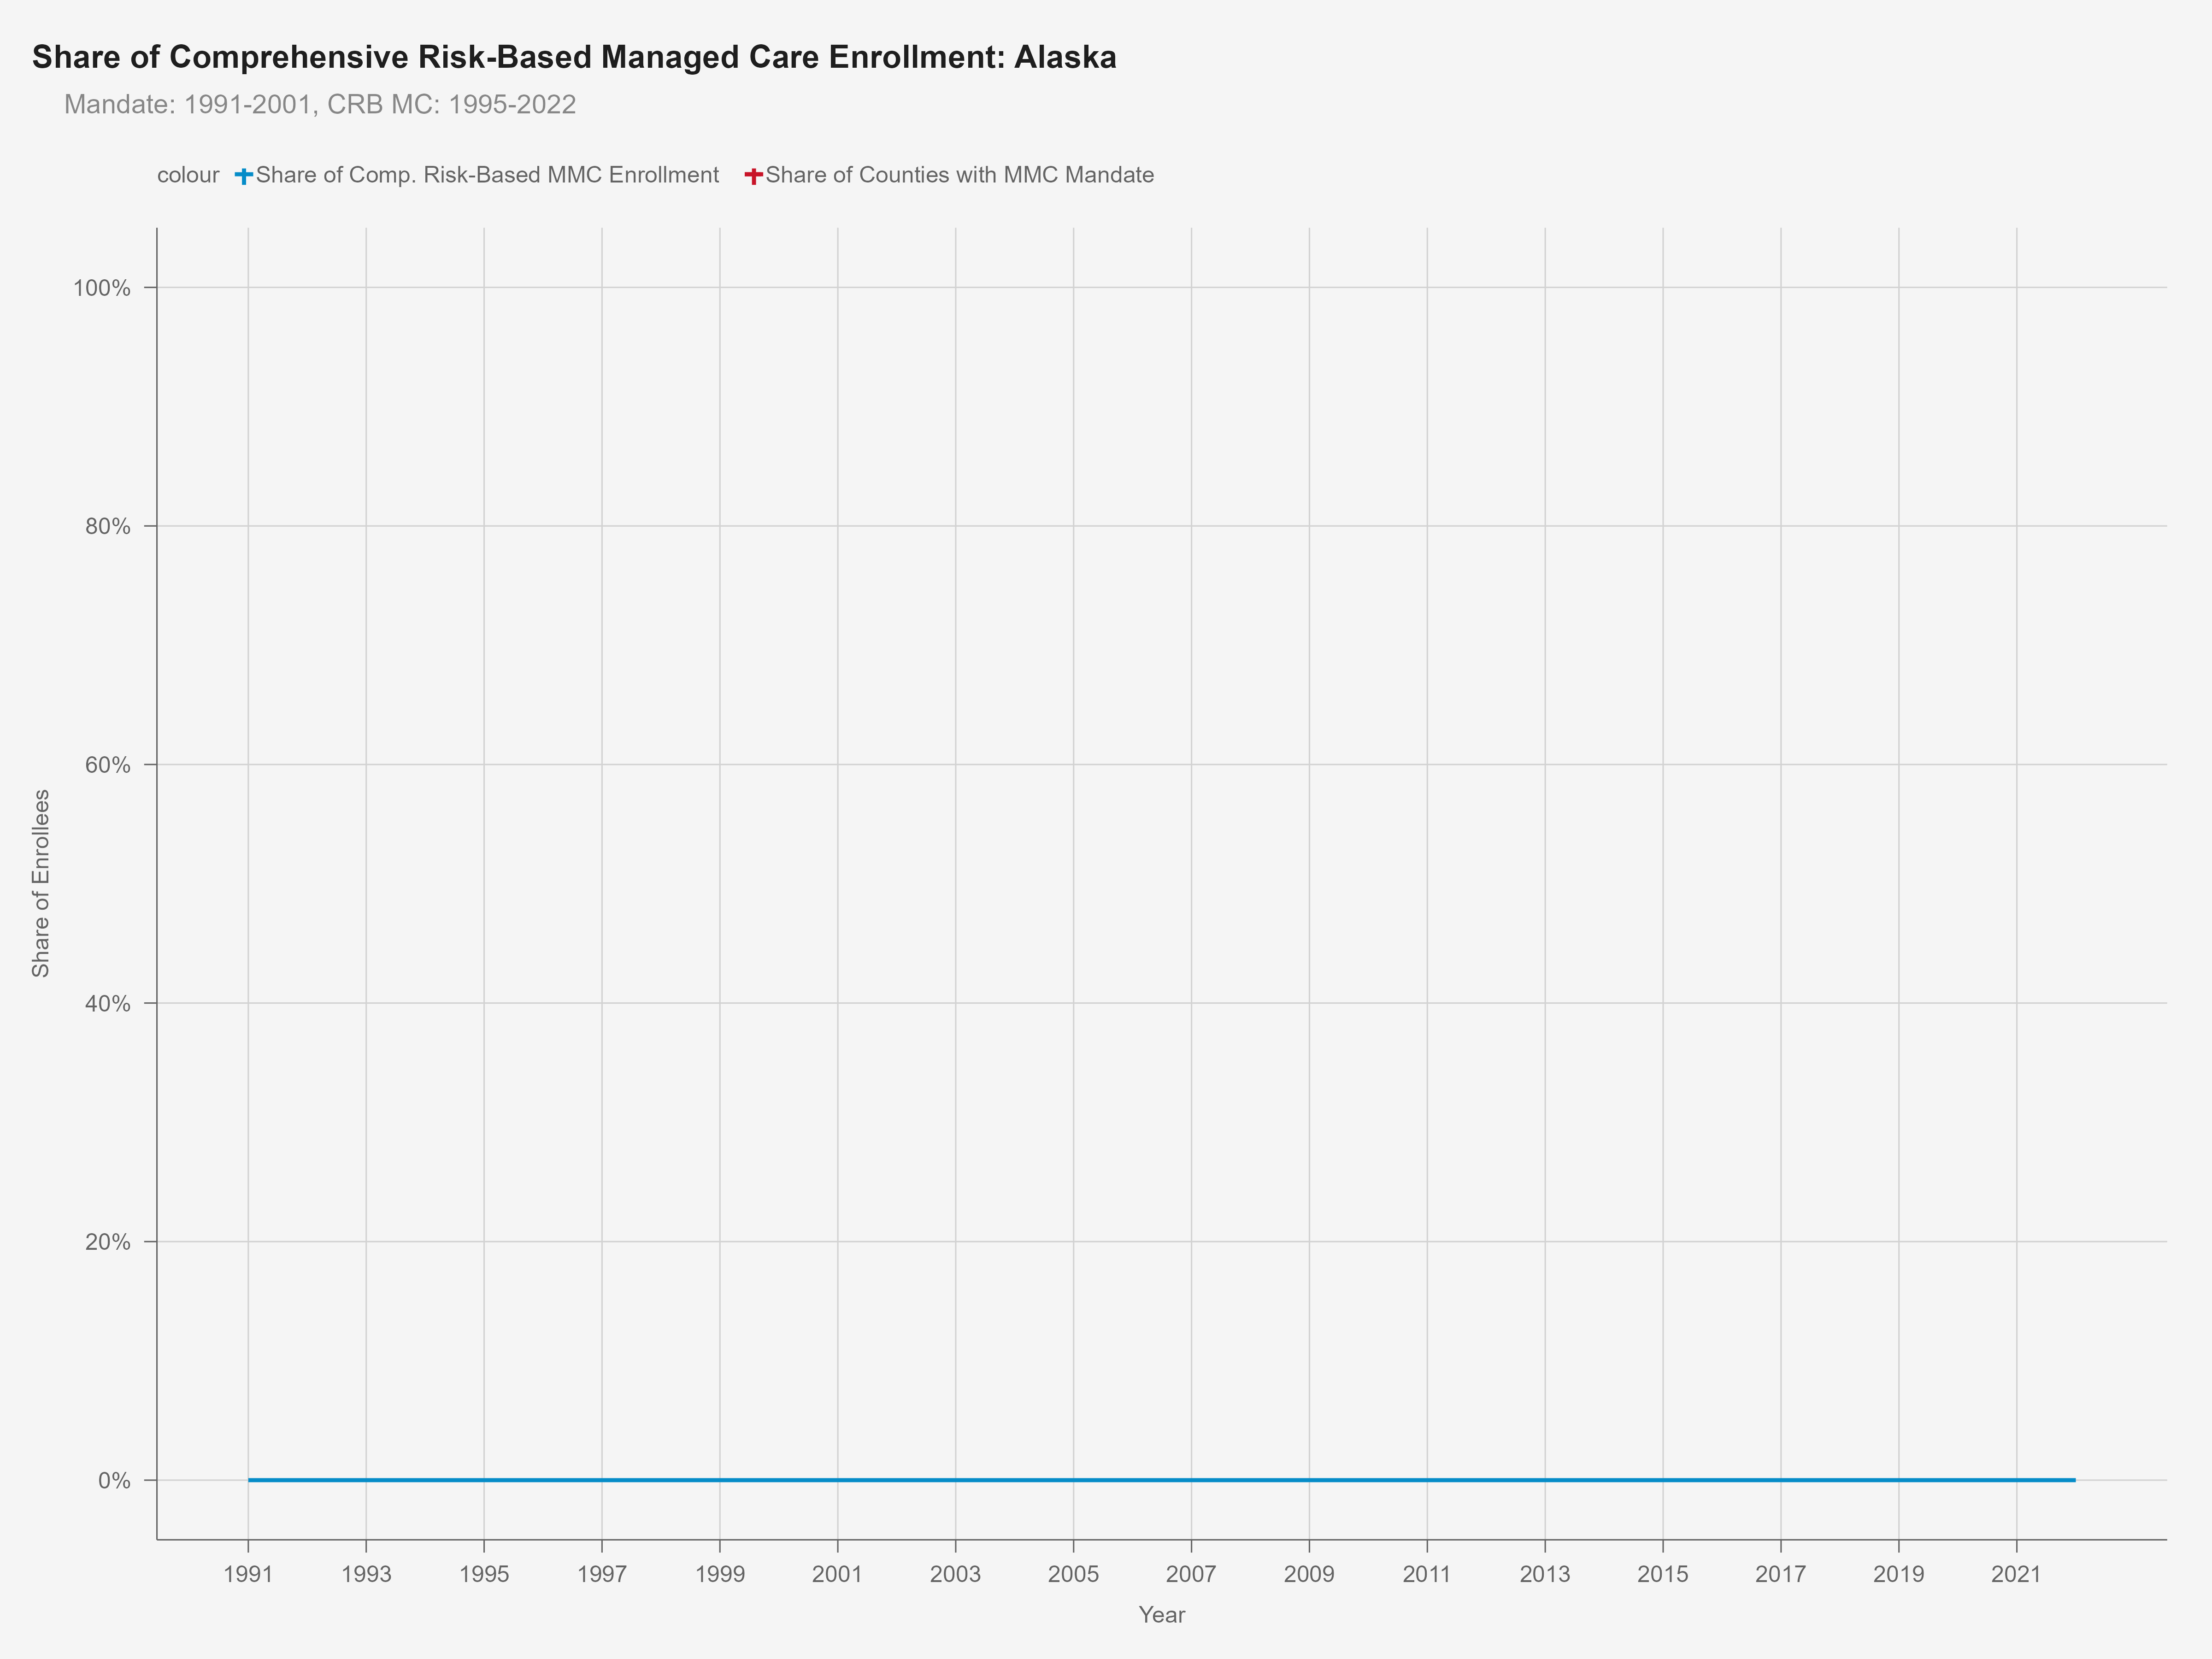 Share of Comprehensive Risk-Based Managed Care Enrollment: Alaska
Mandate: 1991-2001, CRB MC: 1995-2022
colour Share of Comp. Risk-Based MMC Enrollment Share of Counties with MMC Mandate
100%
80%
60%
40%
20%
0%
Share of Enrollees
1991 1993 1995 1997 1999 2001 2003 2005 2007 2009 2011 2013 2015 2017 2019 2021
Year